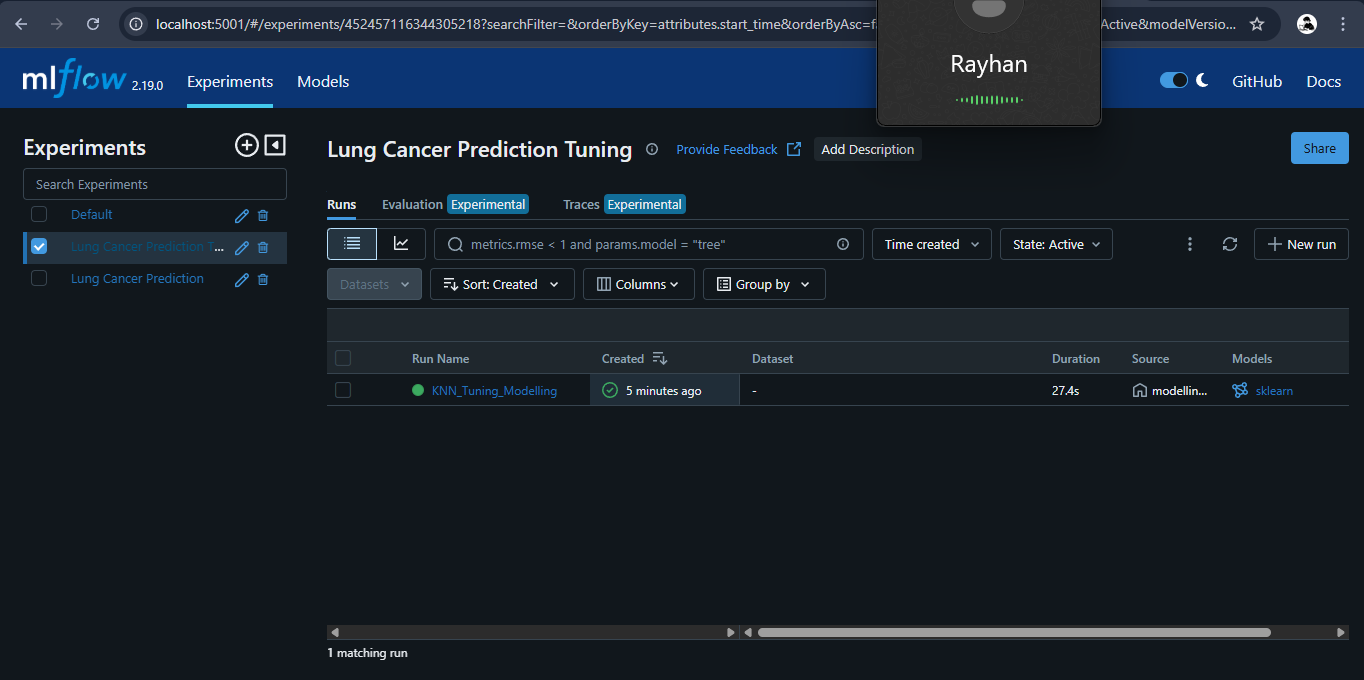 localhost:5001/#/experiments/452457116344305218?searchFilter=&orderByKey=attributes.start_time&orderByAsc=f
Active&modelVersio...
Rayhan
mlflow 2.19.0
Experiments
Models
GitHub
Docs
Experiments
Search Experiments
Default
Lung Cancer Prediction T...
Lung Cancer Prediction
Lung Cancer Prediction Tuning
Provide Feedback
Add Description
Share
Runs
Evaluation Experimental
Traces Experimental
metrics.rmse < 1 and params.model = "tree"
Time created
State: Active
New run
Datasets
Sort: Created
Columns
Group by
Run Name
Created
Dataset
Duration
Source
Models
KNN_Tuning_Modelling
5 minutes ago
-
27.4s
modellin...
sklearn
1 matching run